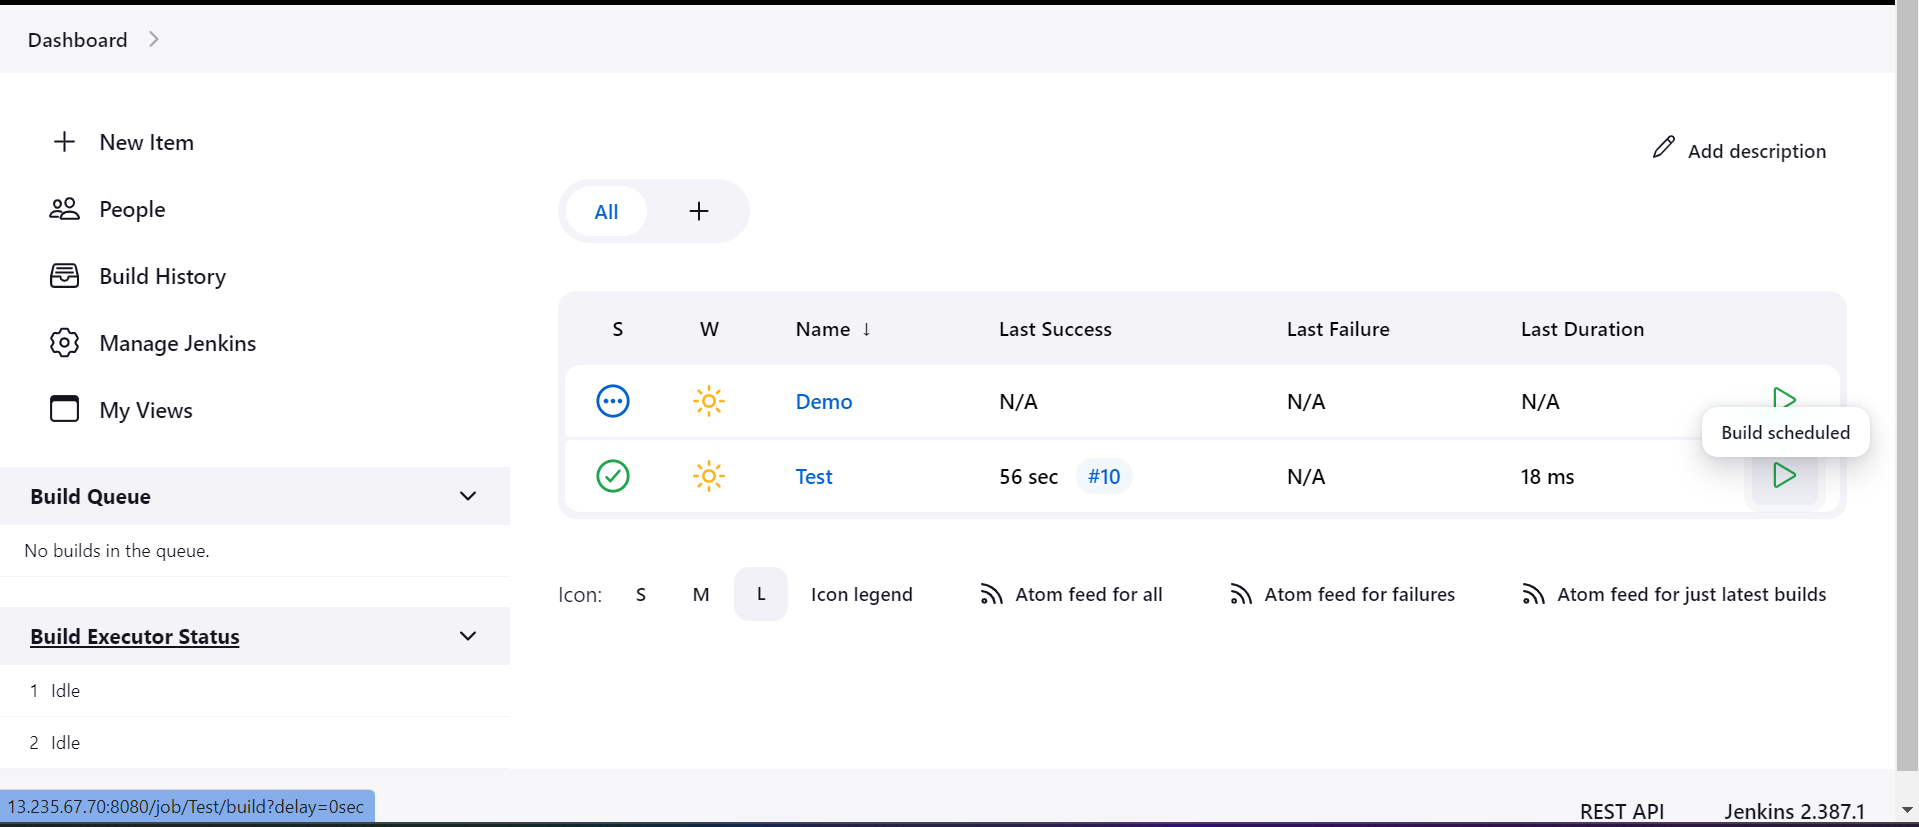 Dashboard
New Item
People
Build History
Manage Jenkins
My Views
Build Queue
No builds in the queue.
Build Executor Status
1 Idle
2 Idle
Add description
All
S W Name ↓ Last Success Last Failure Last Duration
Demo N/A N/A N/A
Build scheduled
Test 56 sec #10 N/A 18 ms
Icon: S M L Icon legend Atom feed for all Atom feed for failures Atom feed for just latest builds
13.235.67.70:8080/job/Test/build?delay=0sec
REST API Jenkins 2.387.1